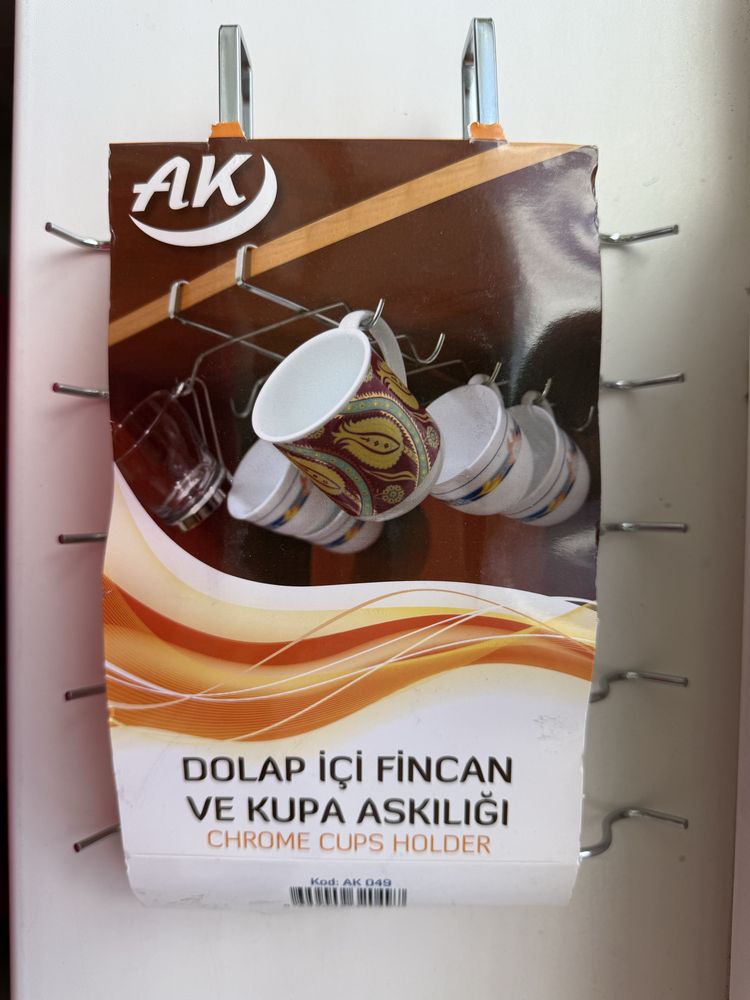 AK
DOLAP İÇİ FİNCAN
VE KUPA ASKILIĞI
CHROME CUPS HOLDER
Kod: AK 049